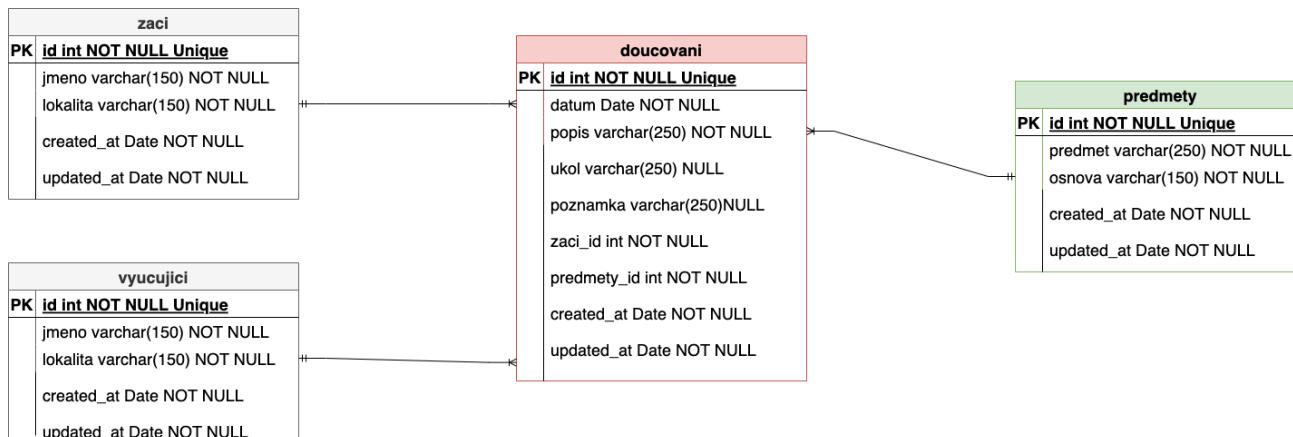 zaci
PK id int NOT NULL Unique
jmeno varchar(150) NOT NULL
lokalita varchar(150) NOT NULL
created_at Date NOT NULL
updated_at Date NOT NULL
vyucujici
PK id int NOT NULL Unique
jmeno varchar(150) NOT NULL
lokalita varchar(150) NOT NULL
created_at Date NOT NULL
updated_at Date NOT NULL
doucovani
PK id int NOT NULL Unique
datum Date NOT NULL
popis varchar(250) NOT NULL
ukol varchar(250) NULL
poznamka varchar(250)NULL
zaci_id int NOT NULL
predmety_id int NOT NULL
created_at Date NOT NULL
updated_at Date NOT NULL
predmety
PK id int NOT NULL Unique
predmet varchar(250) NOT NULL
osnova varchar(150) NOT NULL
created_at Date NOT NULL
updated_at Date NOT NULL